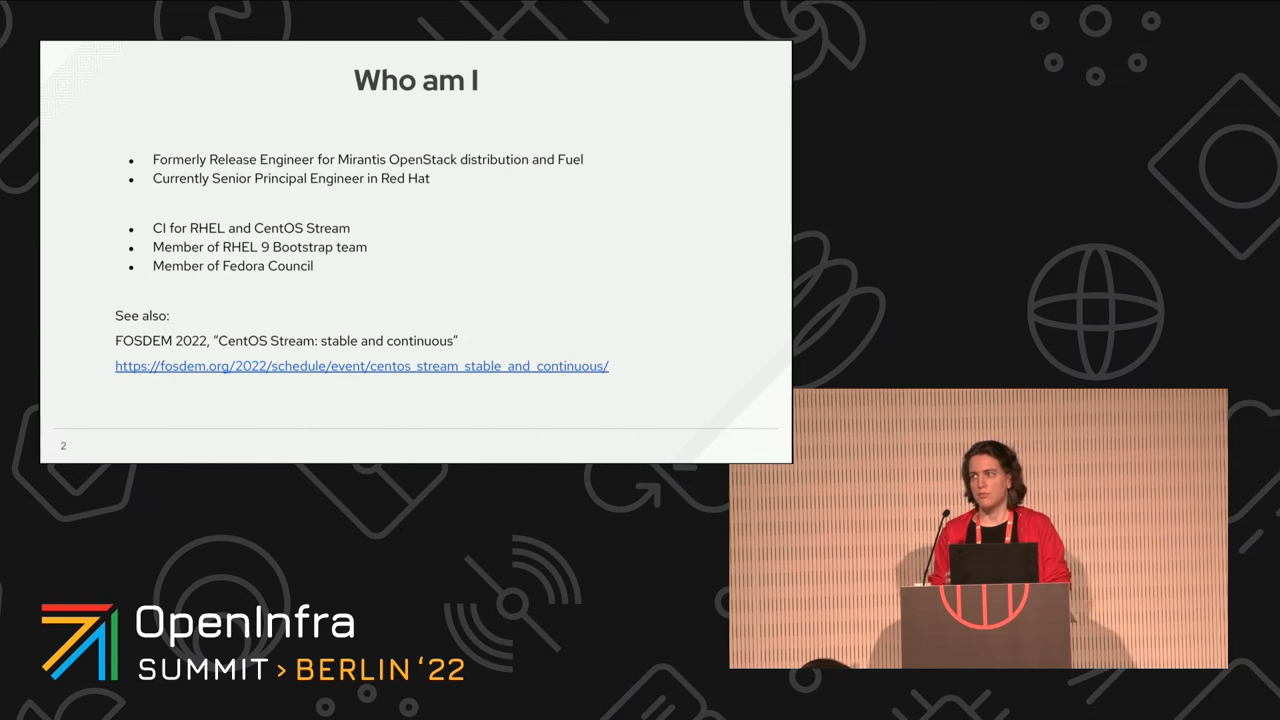 Who am I
Formerly Release Engineer for Mirantis OpenStack distribution and Fuel
Currently Senior Principal Engineer in Red Hat
CI for RHEL and CentOS Stream
Member of RHEL 9 Bootstrap team
Member of Fedora Council
See also:
FOSDEM 2022, “CentOS Stream: stable and continuous”
https://fosdem.org/2022/schedule/event/centos_stream_stable_and_continuous/
2
OpenInfra
SUMMIT > BERLIN ‘22